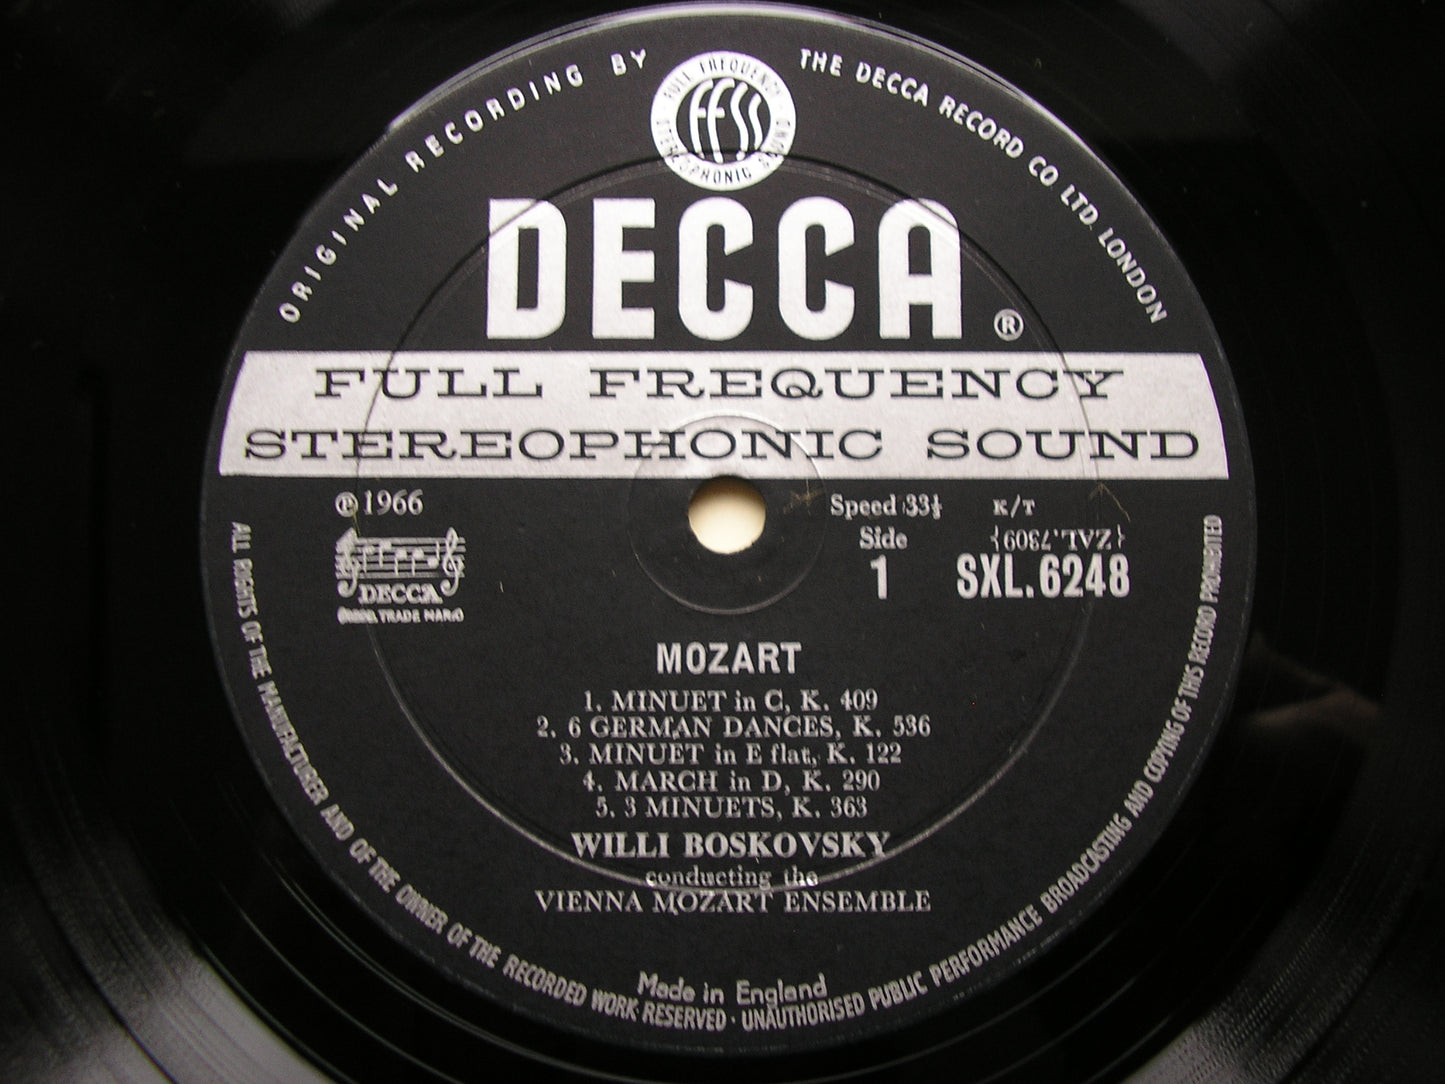 ORIGINAL RECORDING BY THE DECCA RECORD CO LTD. LONDON
FULL FREQUENCY STEREOPHONIC SOUND
FFSS
DECCA ®
FULL FREQUENCY
STEREOPHONIC SOUND
℗ 1966
DECCA
REGD. TRADE MARK
Speed 33⅓ K/T
Side {ZAL.7309}
1 SXL.6248
MOZART
1. MINUET in C, K. 409
2. 6 GERMAN DANCES, K. 536
3. MINUET in E flat, K. 122
4. MARCH in D, K. 290
5. 3 MINUETS, K. 363
WILLI BOSKOVSKY
conducting the
VIENNA MOZART ENSEMBLE
Made in England
ALL RIGHTS OF THE MANUFACTURER AND OF THE OWNER OF THE RECORDED WORK RESERVED · UNAUTHORISED PUBLIC PERFORMANCE BROADCASTING AND COPYING OF THIS RECORD PROHIBITED